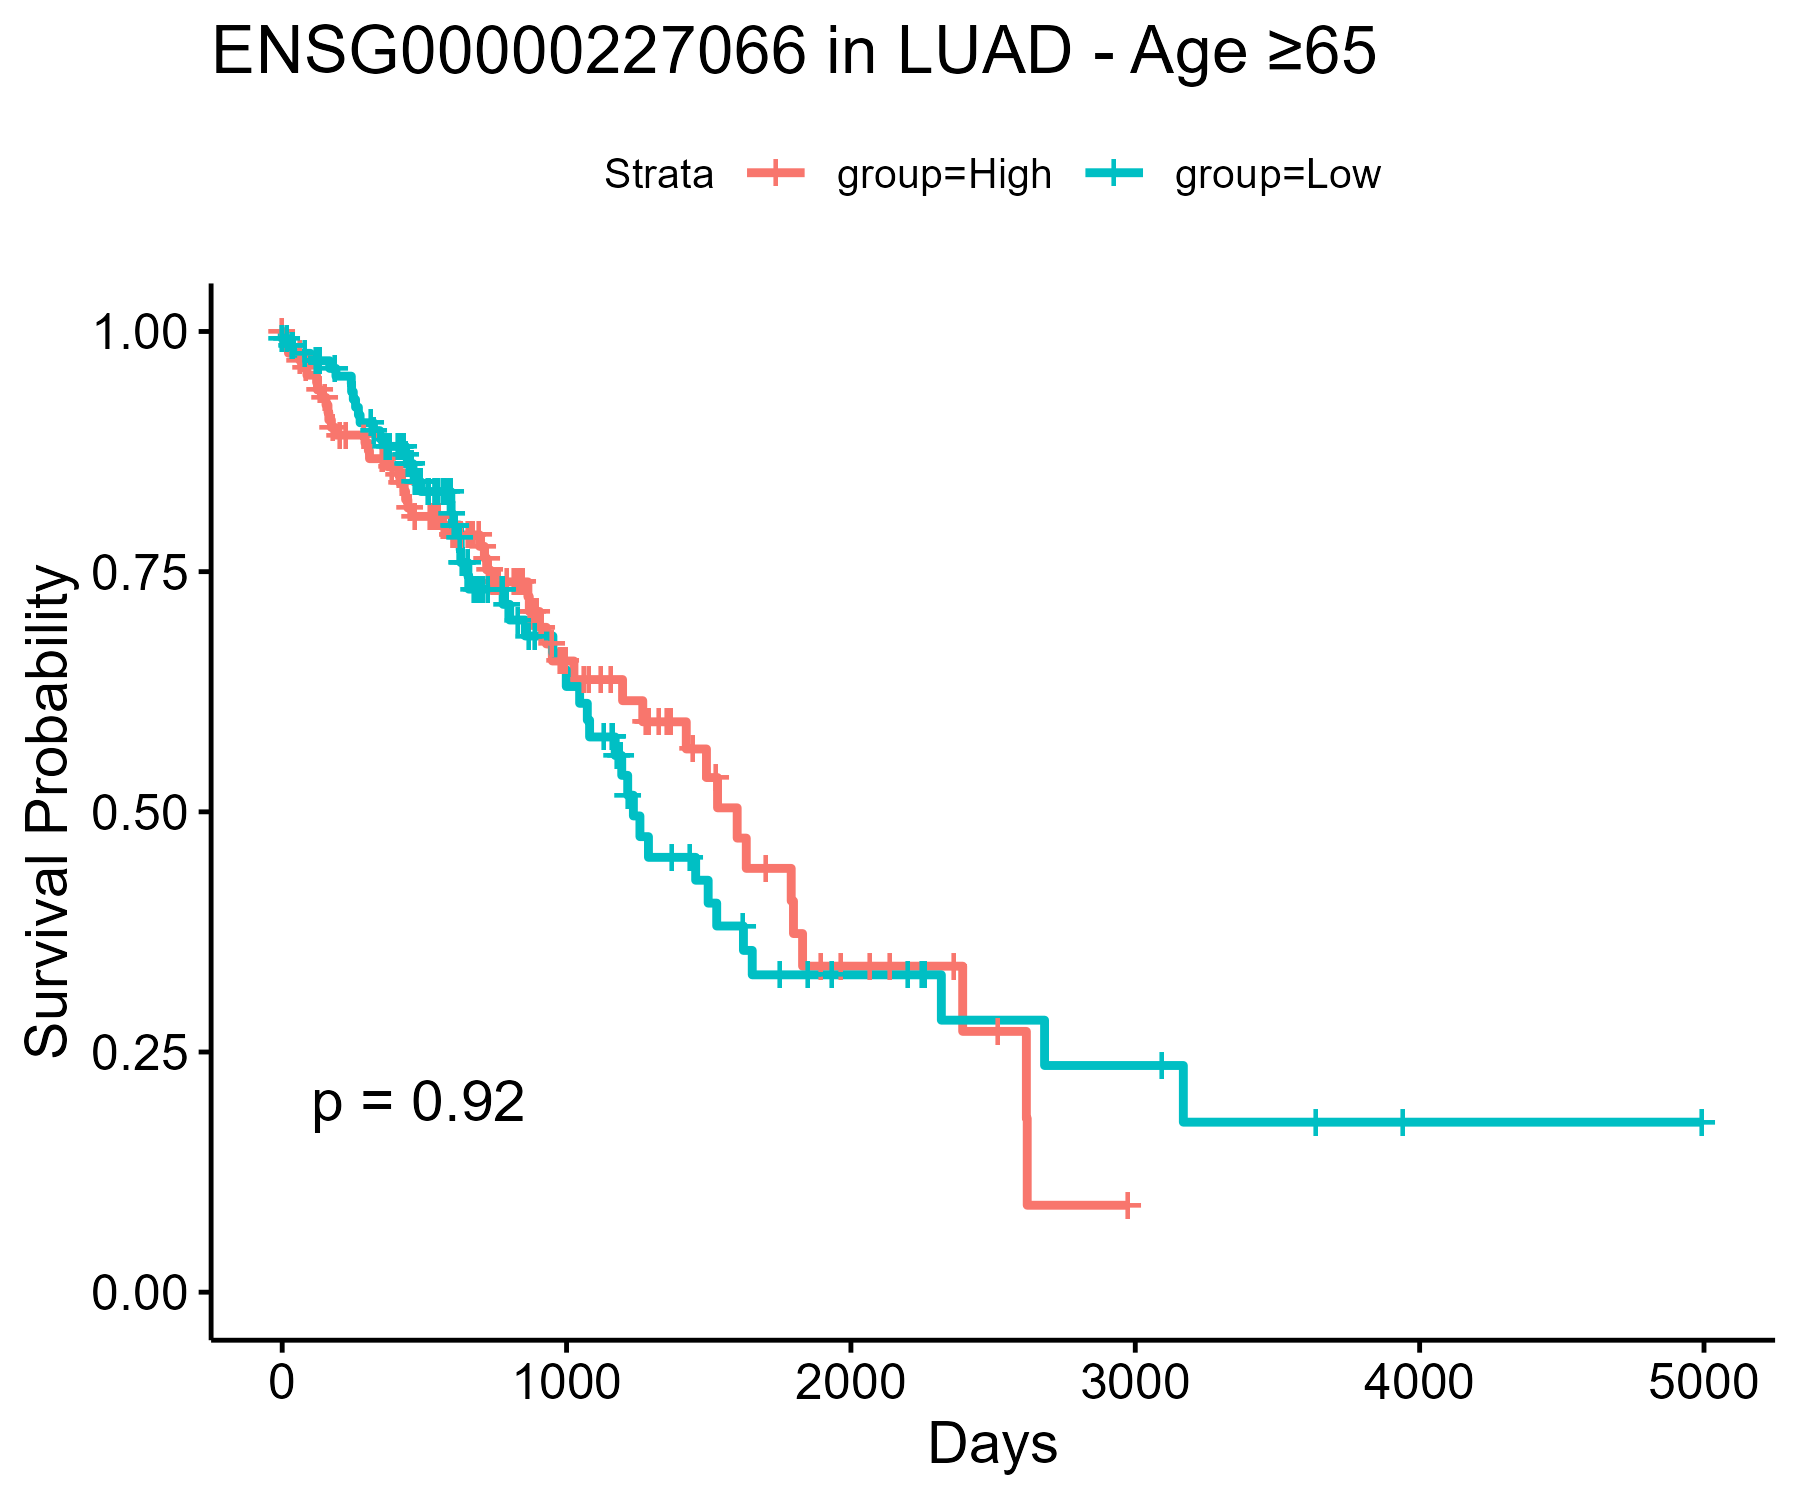 ENSG00000227066 in LUAD - Age ≥65
Strata group=High group=Low
1.00
0.75
0.50
0.25
0.00
Survival Probability
p = 0.92
0 1000 2000 3000 4000 5000
Days